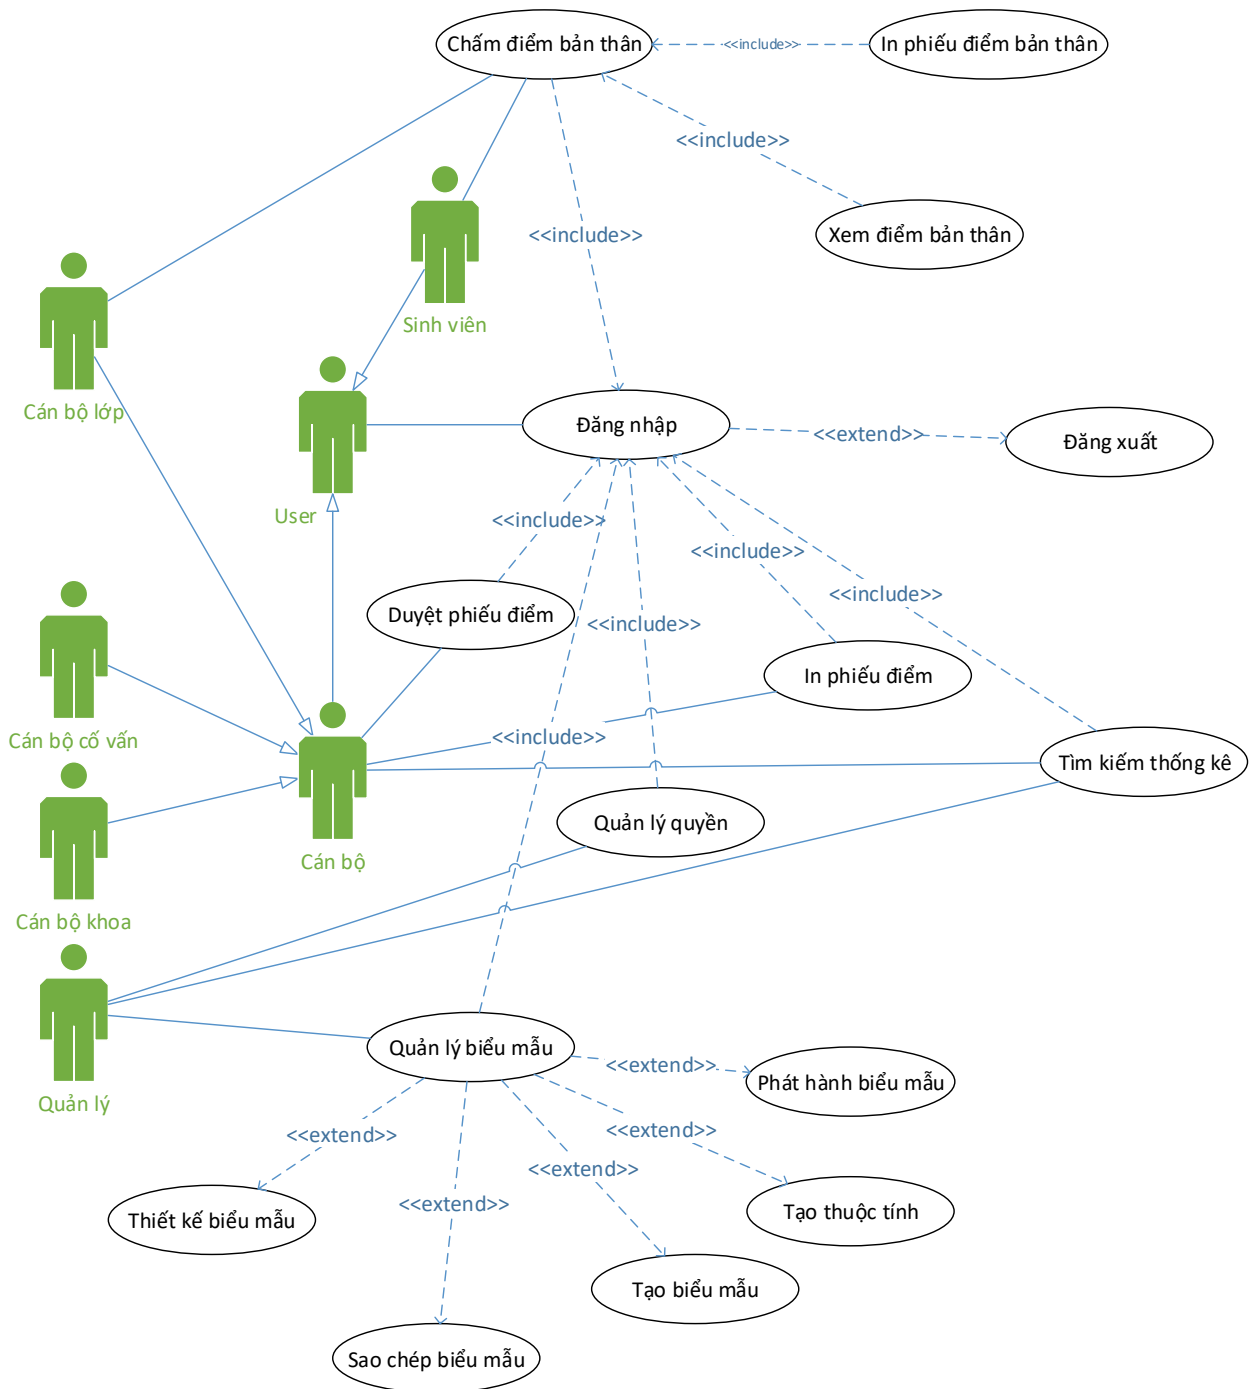 Chấm điểm bản thân
<<include>>
In phiếu điểm bản thân
<<include>>
Xem điểm bản thân
<<include>>
Sinh viên
Cán bộ lớp
Đăng nhập
<<extend>>
Đăng xuất
User
<<include>>
<<include>>
<<include>>
Duyệt phiếu điểm
<<include>>
In phiếu điểm
Cán bộ cố vấn
<<include>>
Tìm kiếm thống kê
Quản lý quyền
Cán bộ
Cán bộ khoa
Quản lý biểu mẫu
<<extend>>
Phát hành biểu mẫu
Quản lý
<<extend>>
<<extend>>
<<extend>>
<<extend>>
Tạo thuộc tính
Thiết kế biểu mẫu
Tạo biểu mẫu
Sao chép biểu mẫu